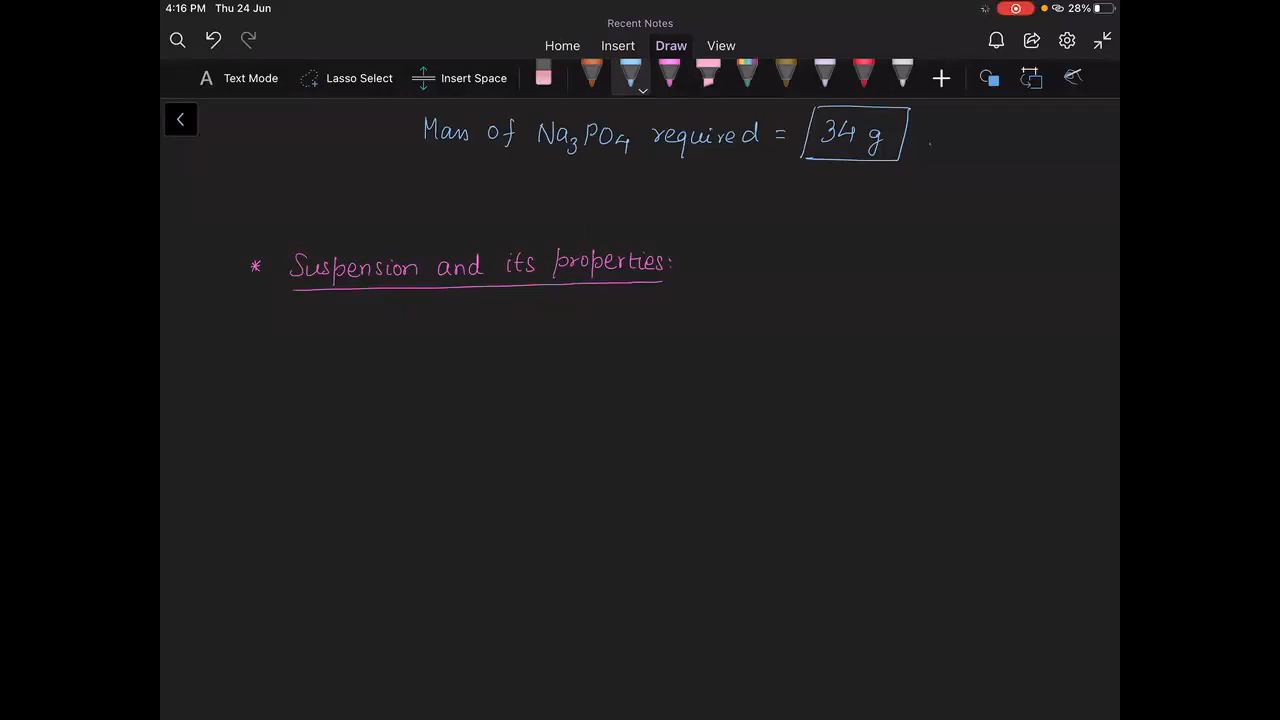 4:16 PM Thu 24 Jun
28%
Recent Notes
Home Insert Draw View
Text Mode Lasso Select Insert Space
Mass of Na₃PO₄ required = 34 g
* Suspension and its properties: